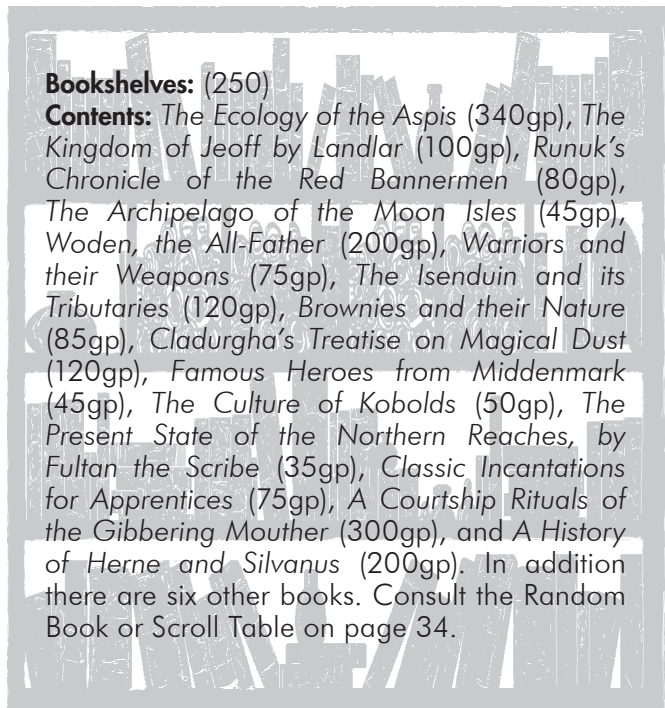 Bookshelves: (250)
Contents: The Ecology of the Aspis (340gp), The
Kingdom of Jeoff by Landlar (100gp), Runuk's
Chronicle of the Red Bannermen (80gp),
The Archipelago of the Moon Isles (45gp),
Woden, the All-Father (200gp), Warriors and
their Weapons (75gp), The Isenduin and its
Tributaries (120gp), Brownies and their Nature
(85gp), Cladurgha's Treatise on Magical Dust
(120gp), Famous Heroes from Middenmark
(45gp), The Culture of Kobolds (50gp), The
Present State of the Northern Reaches, by
Fultan the Scribe (35gp), Classic Incantations
for Apprentices (75gp), A Courtship Rituals of
the Gibbering Mouther (300gp), and A History
of Herne and Silvanus (200gp). In addition
there are six other books. Consult the Random
Book or Scroll Table on page 34.